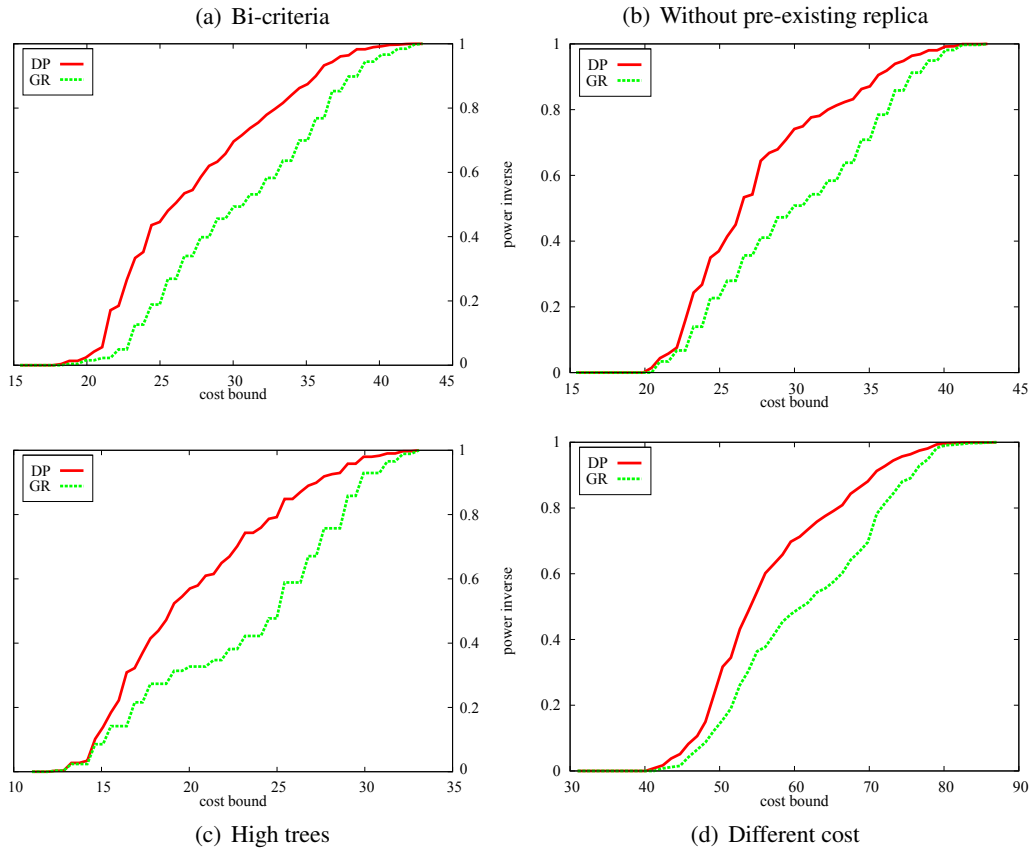 (a) Bi-criteria
(b) Without pre-existing replica
DP
GR
1
0.8
0.6
0.4
0.2
0
15 20 25 30 35 40 45
cost bound
power inverse
DP
GR
1
0.8
0.6
0.4
0.2
0
15 20 25 30 35 40 45
cost bound
DP
GR
1
0.8
0.6
0.4
0.2
0
10 15 20 25 30 35
cost bound
power inverse
DP
GR
1
0.8
0.6
0.4
0.2
0
30 40 50 60 70 80 90
cost bound
(c) High trees
(d) Different cost